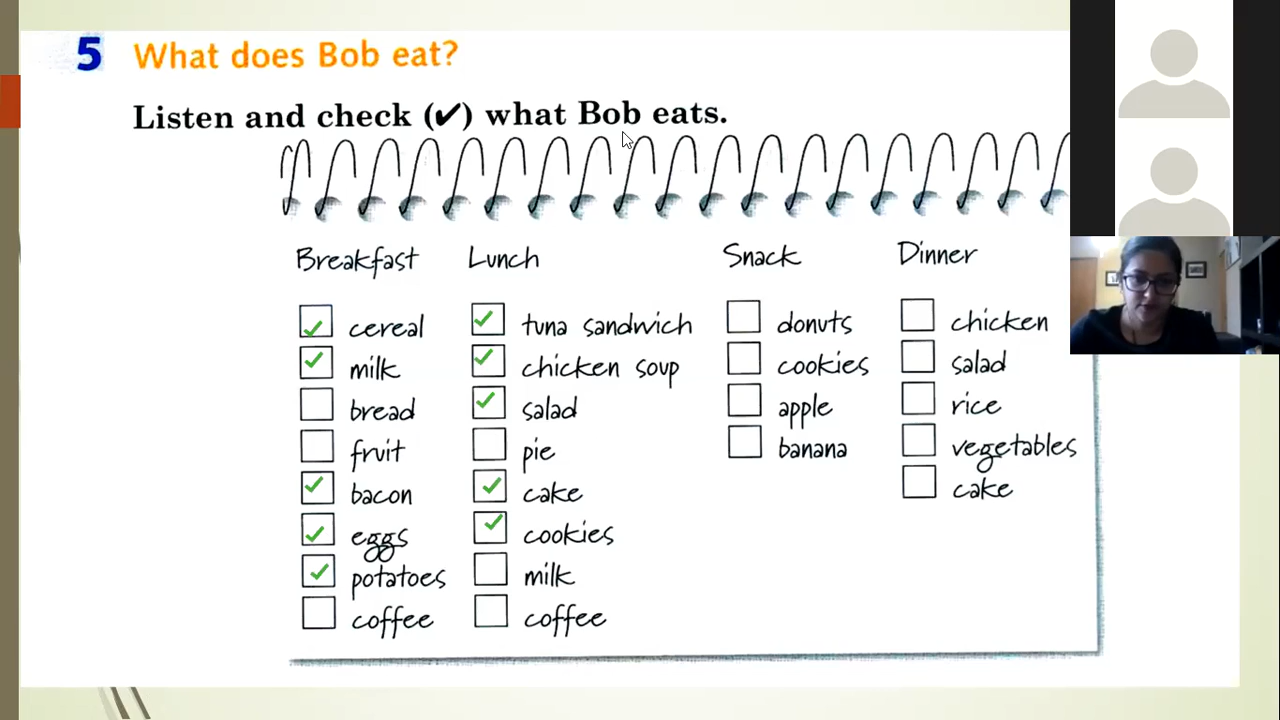 5 What does Bob eat?
Listen and check (✔) what Bob eats.
Breakfast
cereal
milk
bread
fruit
bacon
eggs
potatoes
coffee
Lunch
tuna sandwich
chicken soup
salad
pie
cake
cookies
milk
coffee
Snack
donuts
cookies
apple
banana
Dinner
chicken
salad
rice
vegetables
cake